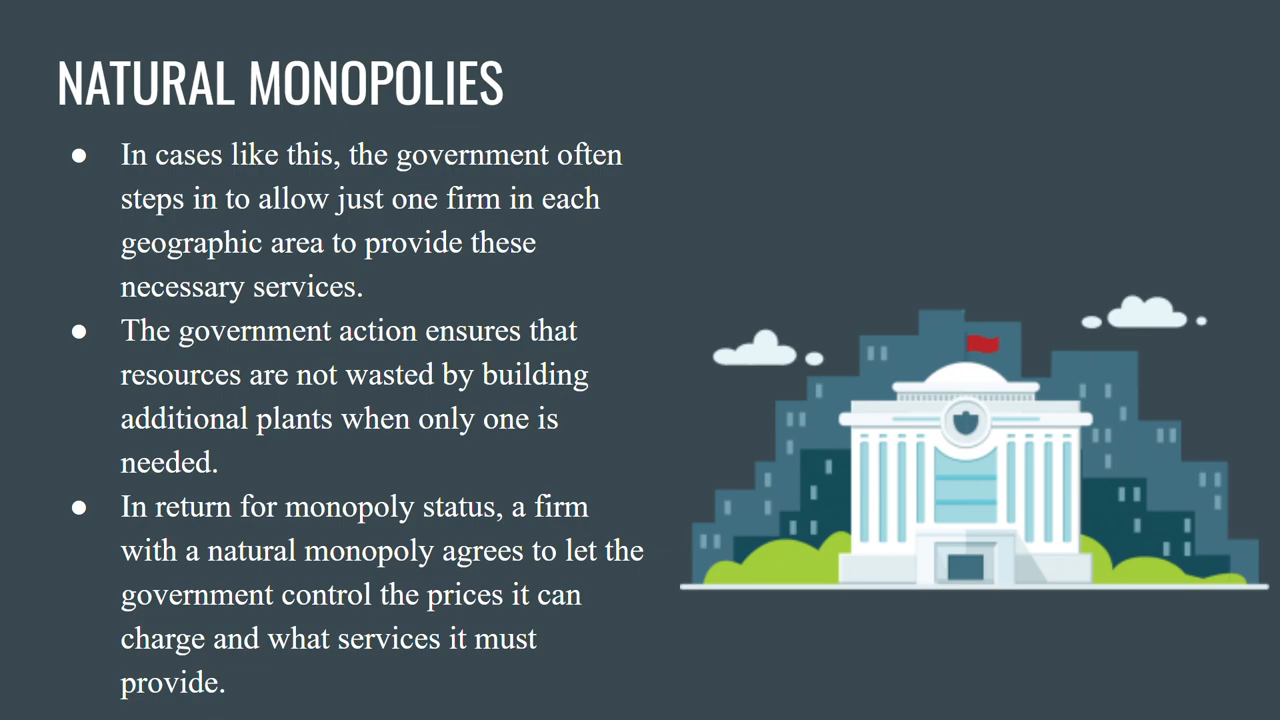 NATURAL MONOPOLIES
● In cases like this, the government often
steps in to allow just one firm in each
geographic area to provide these
necessary services.
● The government action ensures that
resources are not wasted by building
additional plants when only one is
needed.
● In return for monopoly status, a firm
with a natural monopoly agrees to let the
government control the prices it can
charge and what services it must
provide.